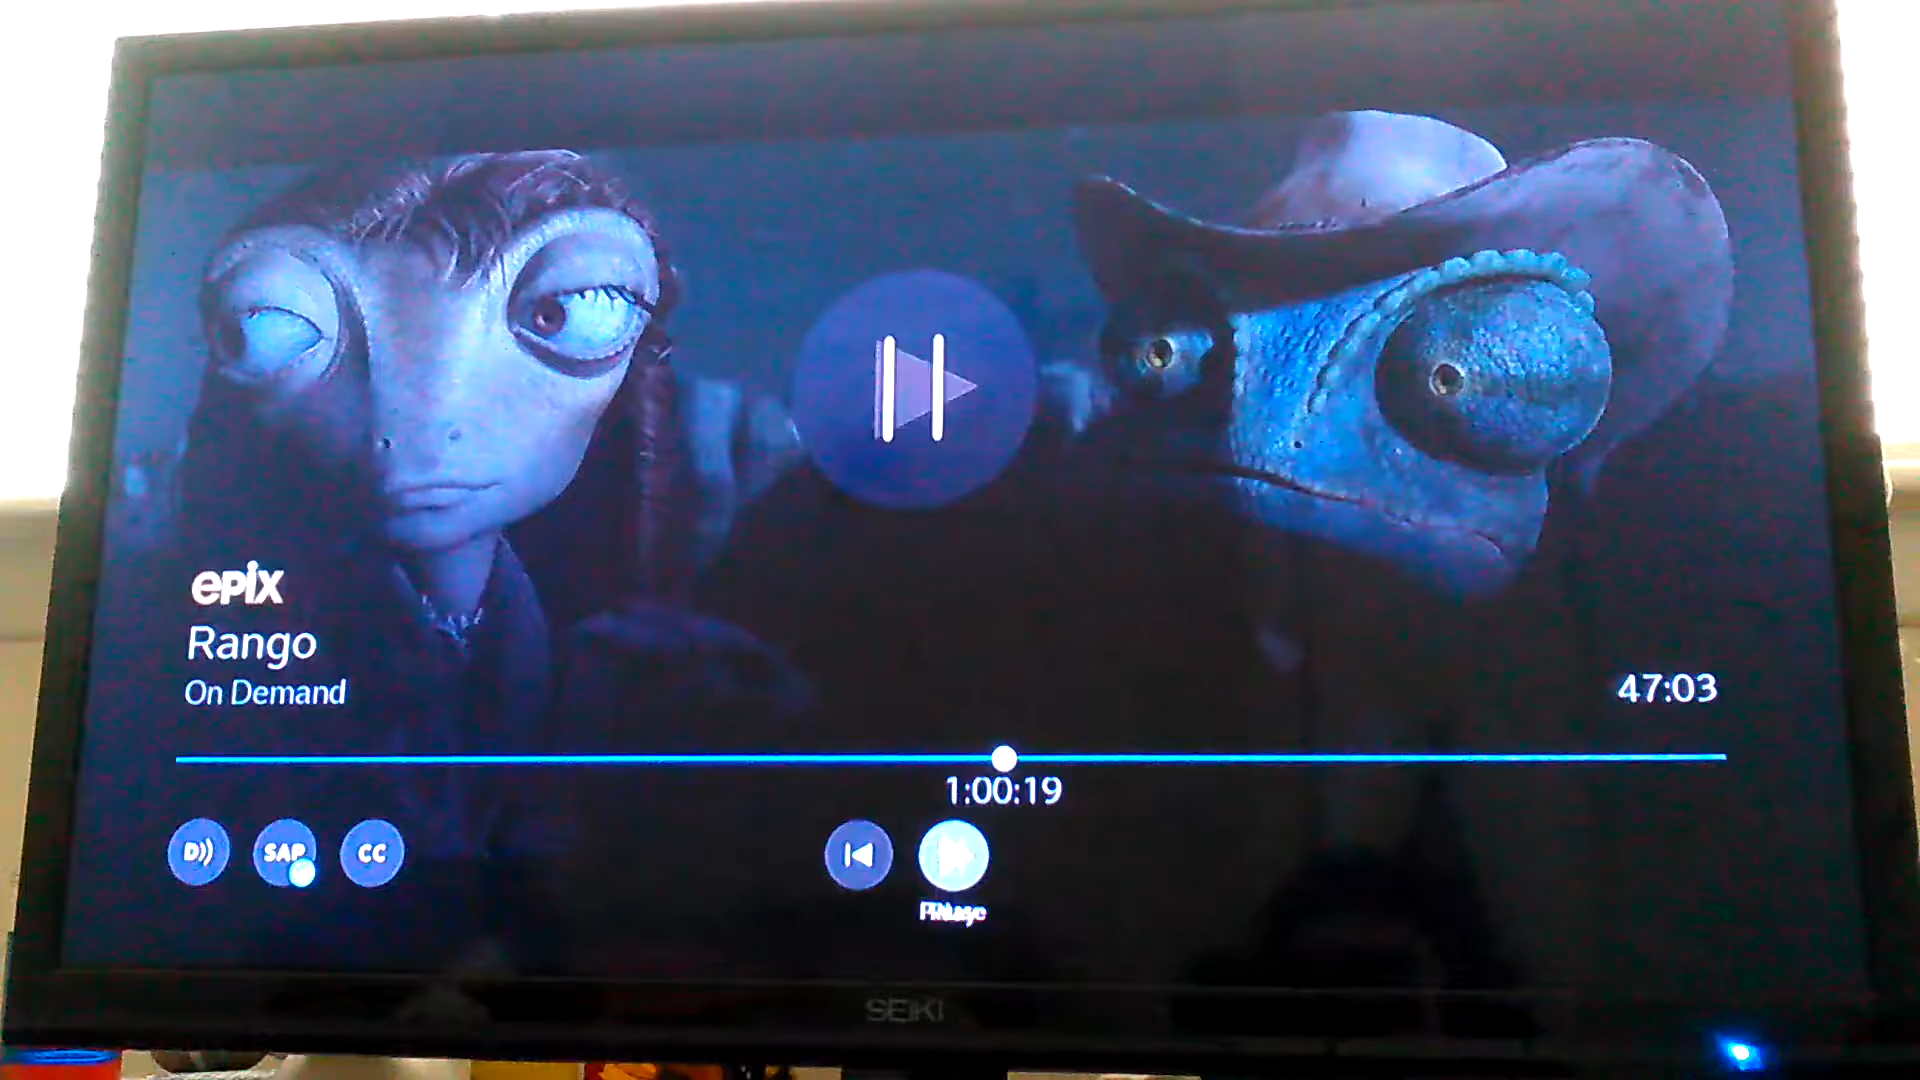 epix
Rango
On Demand
47:03
1:00:19
D))
SAP
CC
SEIKI